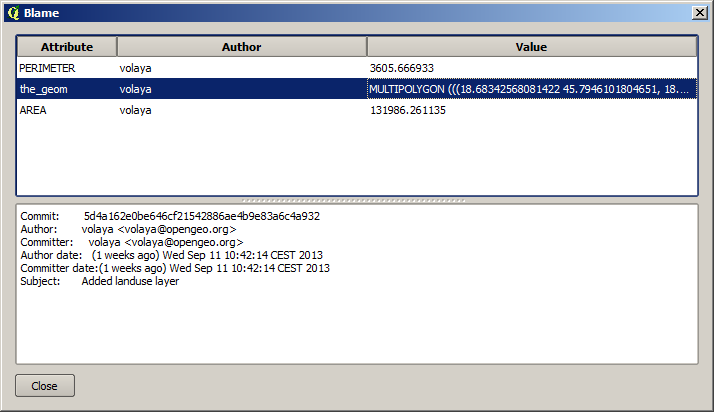 Blame
Attribute Author Value
PERIMETER volaya 3605.666933
the_geom volaya MULTIPOLYGON (((18.68342568081422 45.7946101804651, 18....
AREA volaya 131986.261135
Commit: 5d4a162e0be646cf21542886ae4b9e83a6c4a932
Author: volaya <volaya@opengeo.org>
Committer: volaya <volaya@opengeo.org>
Author date: (1 weeks ago) Wed Sep 11 10:42:14 CEST 2013
Committer date:(1 weeks ago) Wed Sep 11 10:42:14 CEST 2013
Subject: Added landuse layer
Close